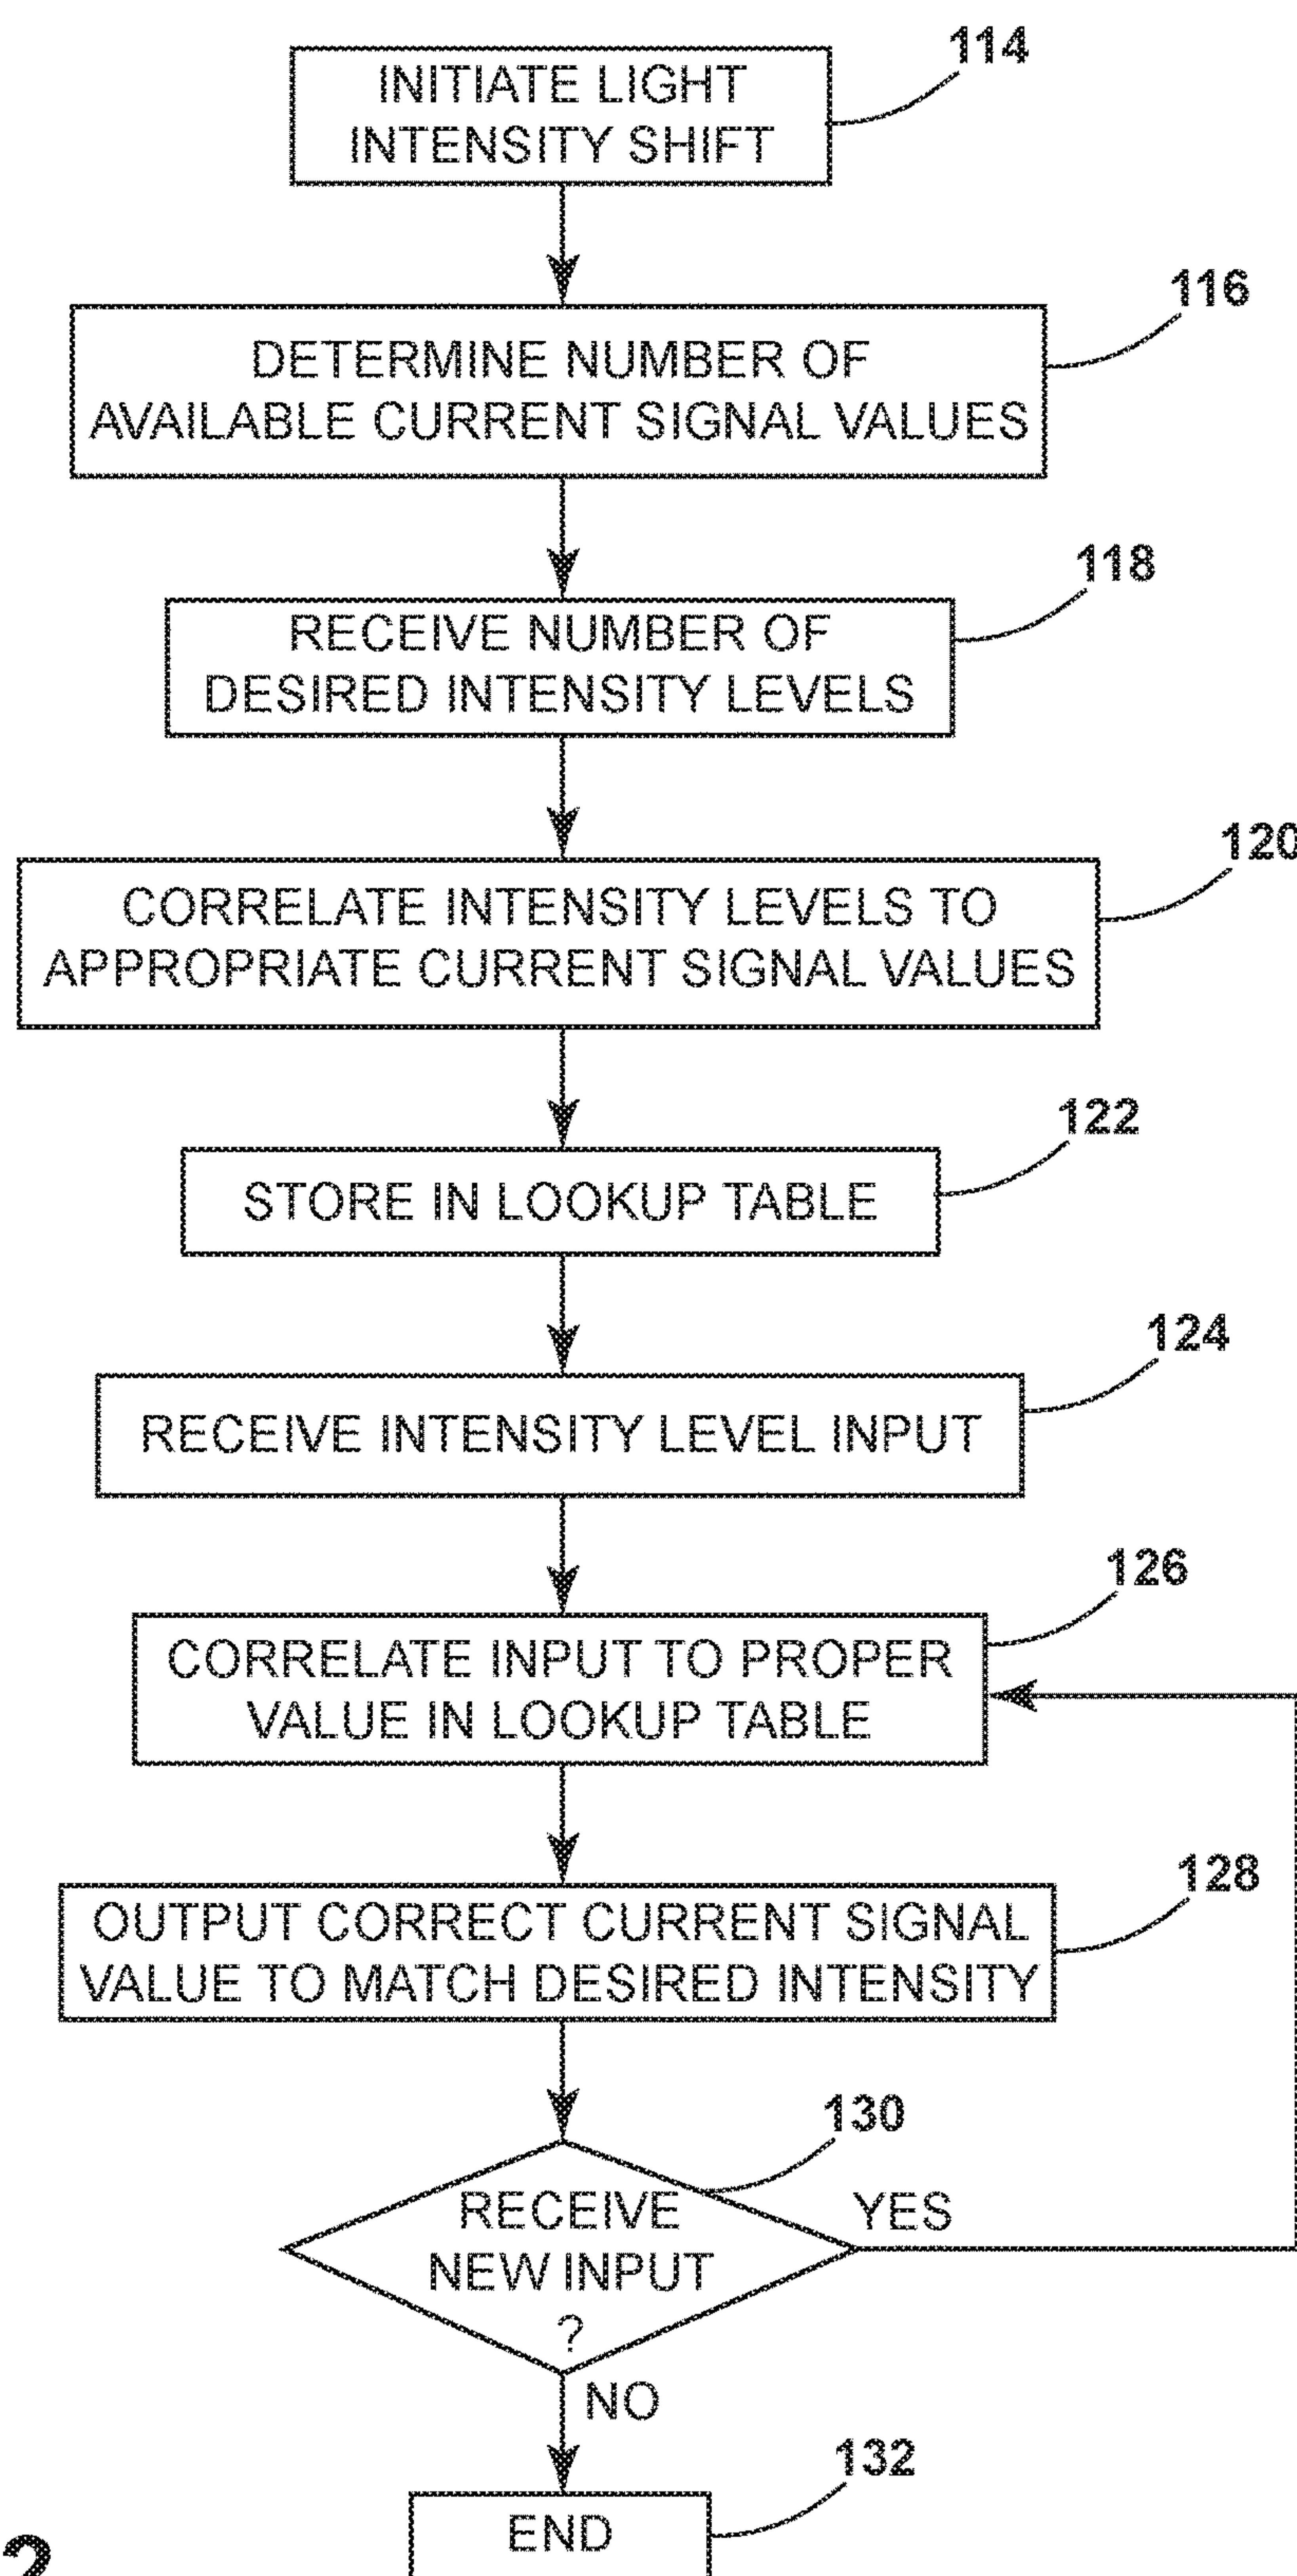 114
INITIATE LIGHT
INTENSITY SHIFT
116
DETERMINE NUMBER OF
AVAILABLE CURRENT SIGNAL VALUES
118
RECEIVE NUMBER OF
DESIRED INTENSITY LEVELS
120
CORRELATE INTENSITY LEVELS TO
APPROPRIATE CURRENT SIGNAL VALUES
122
STORE IN LOOKUP TABLE
124
RECEIVE INTENSITY LEVEL INPUT
126
CORRELATE INPUT TO PROPER
VALUE IN LOOKUP TABLE
128
OUTPUT CORRECT CURRENT SIGNAL
VALUE TO MATCH DESIRED INTENSITY
130
RECEIVE
NEW INPUT
?
YES
NO
132
END
2